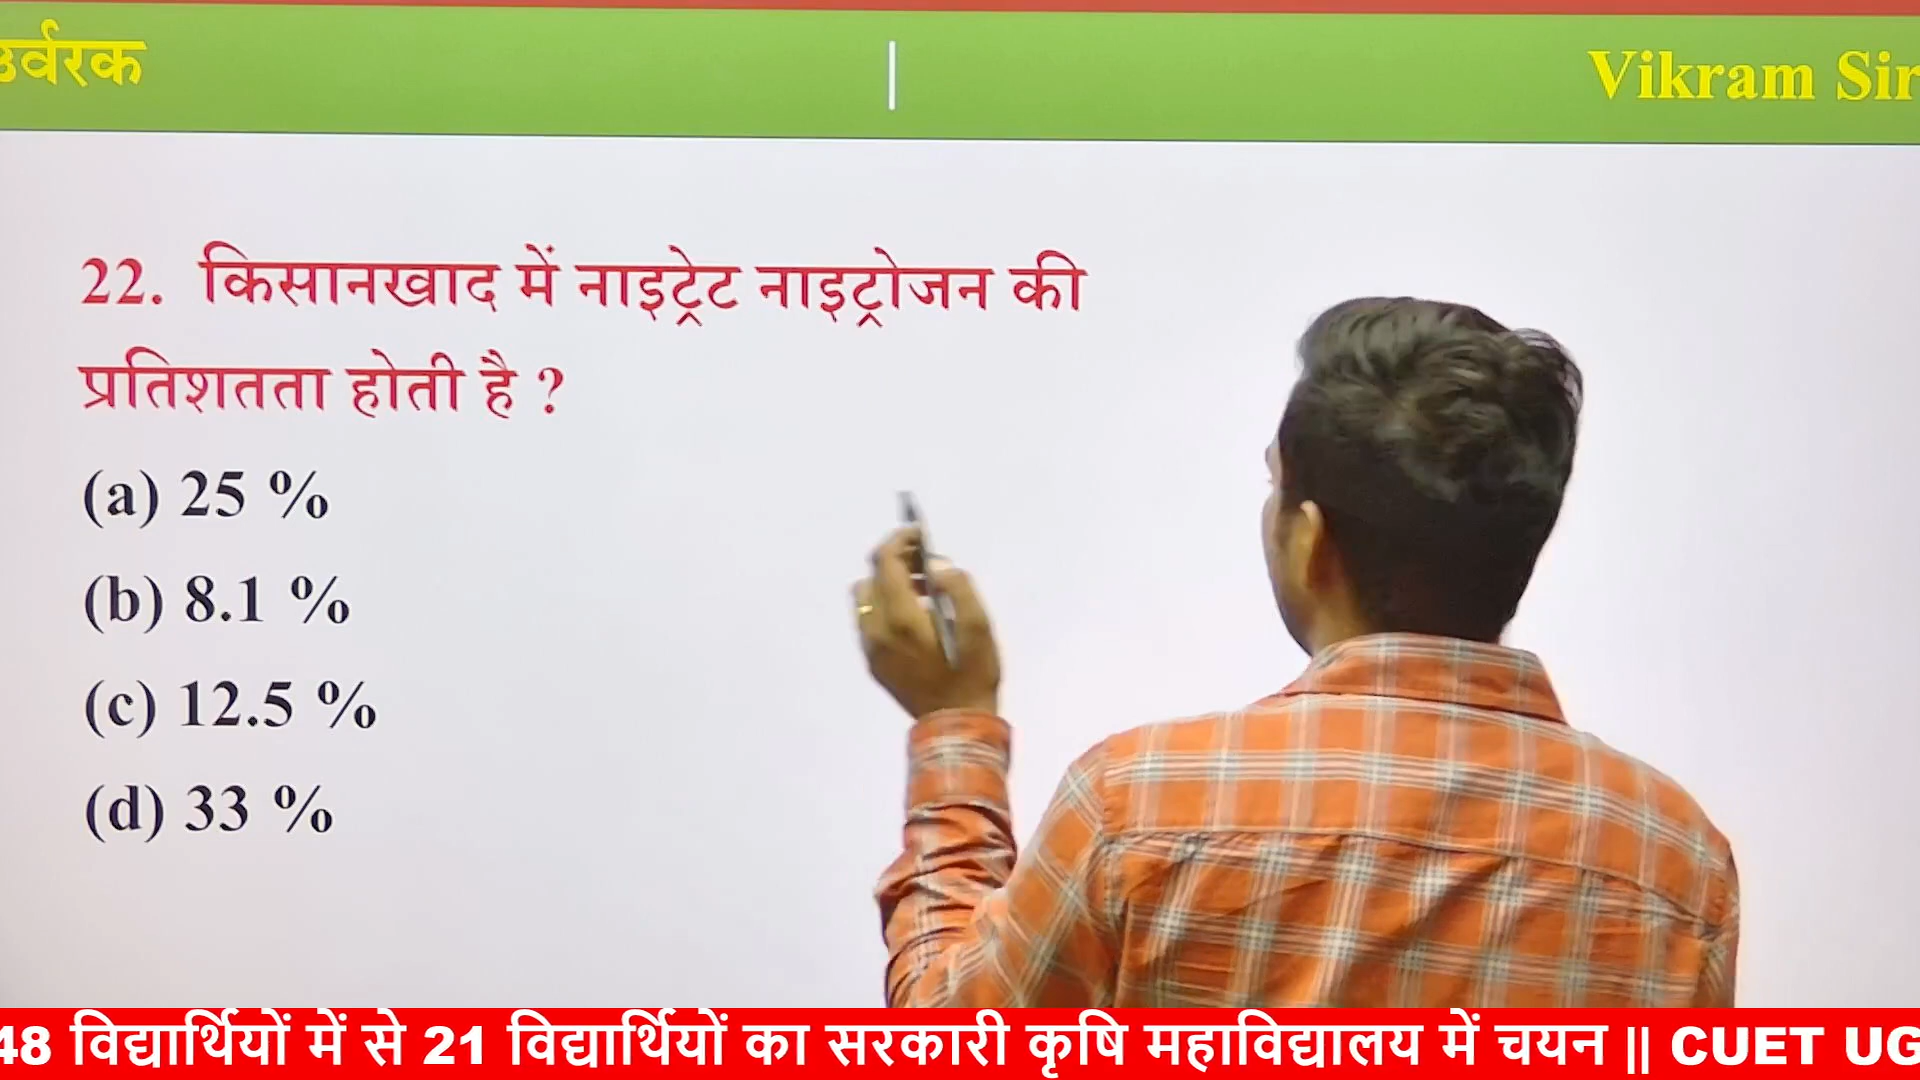 उर्वरक
Vikram Sir
22. किसानखाद में नाइट्रेट नाइट्रोजन की
प्रतिशतता होती है ?
(a) 25 %
(b) 8.1 %
(c) 12.5 %
(d) 33 %
48 विद्यार्थियों में से 21 विद्यार्थियों का सरकारी कृषि महाविद्यालय में चयन || CUET UG